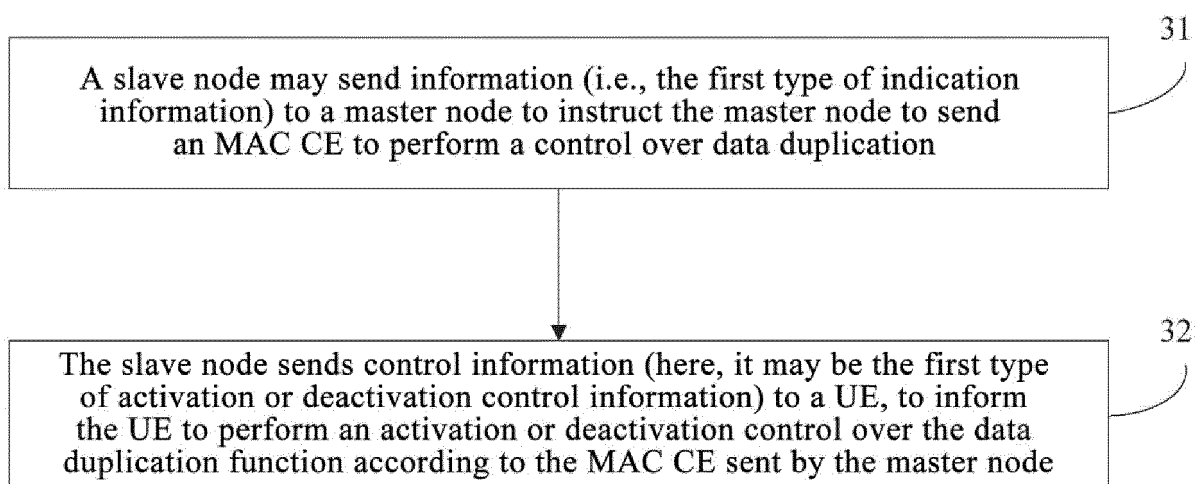 31
A slave node may send information (i.e., the first type of indication
information) to a master node to instruct the master node to send
an MAC CE to perform a control over data duplication
32
The slave node sends control information (here, it may be the first type
of activation or deactivation control information) to a UE, to inform
the UE to perform an activation or deactivation control over the data
duplication function according to the MAC CE sent by the master node